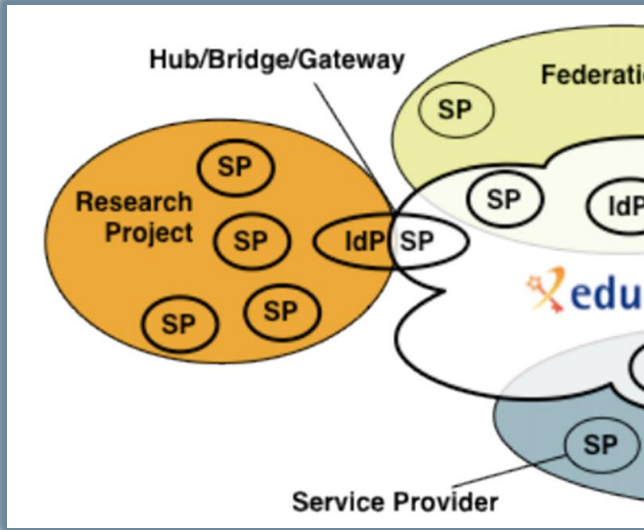 Hub/Bridge/Gateway
Federati
SP
SP
Research
Project
SP
IdP
SP
IdP
SP
SP
SP
edu
SP
Service Provider